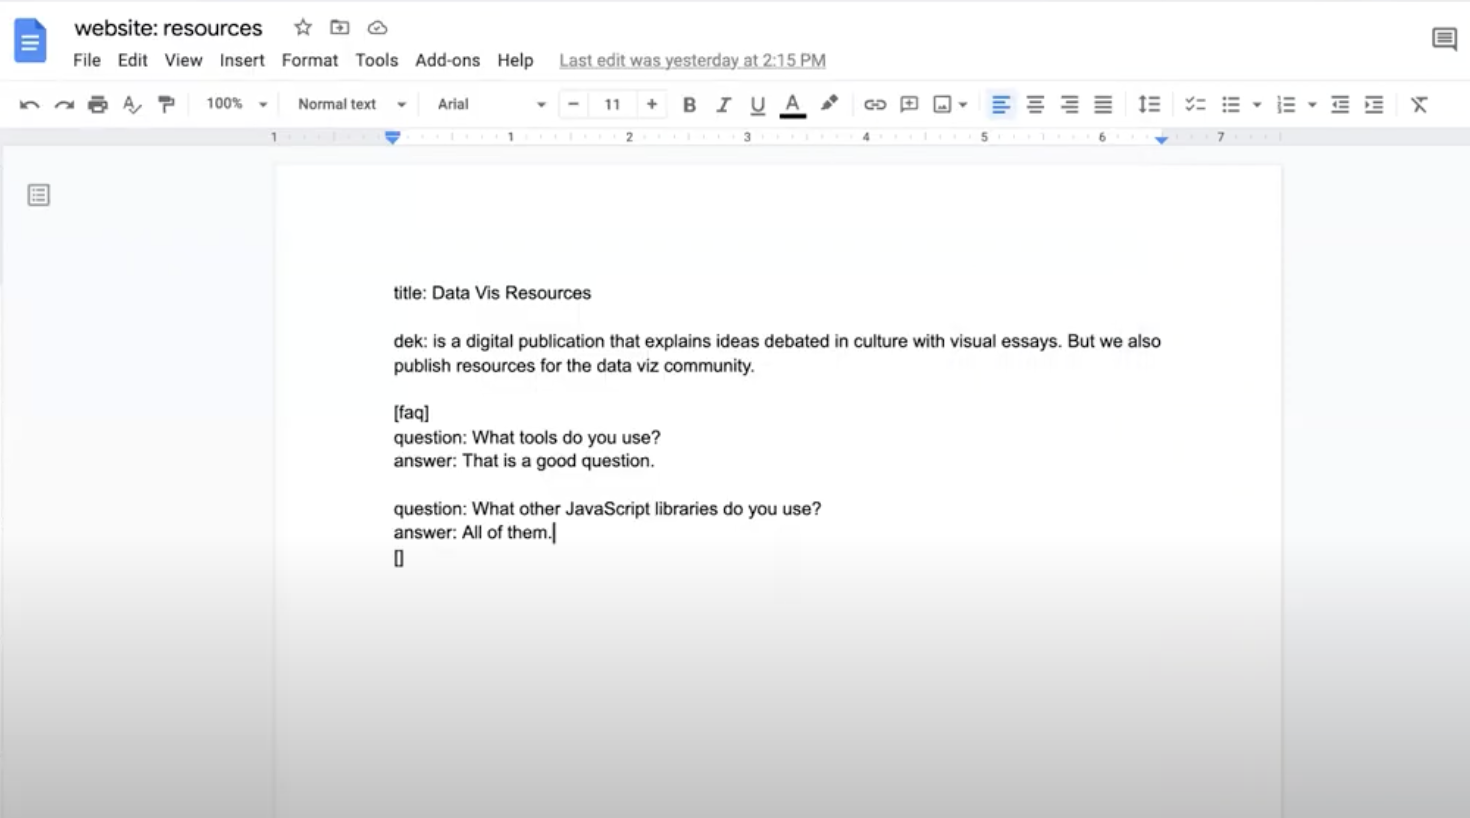 website: resources
File Edit View Insert Format Tools Add-ons Help Last edit was yesterday at 2:15 PM
100% Normal text Arial − 11 + B I U A
1 1 2 3 4 5 6 7
title: Data Vis Resources
dek: is a digital publication that explains ideas debated in culture with visual essays. But we also
publish resources for the data viz community.
[faq]
question: What tools do you use?
answer: That is a good question.
question: What other JavaScript libraries do you use?
answer: All of them.
[]